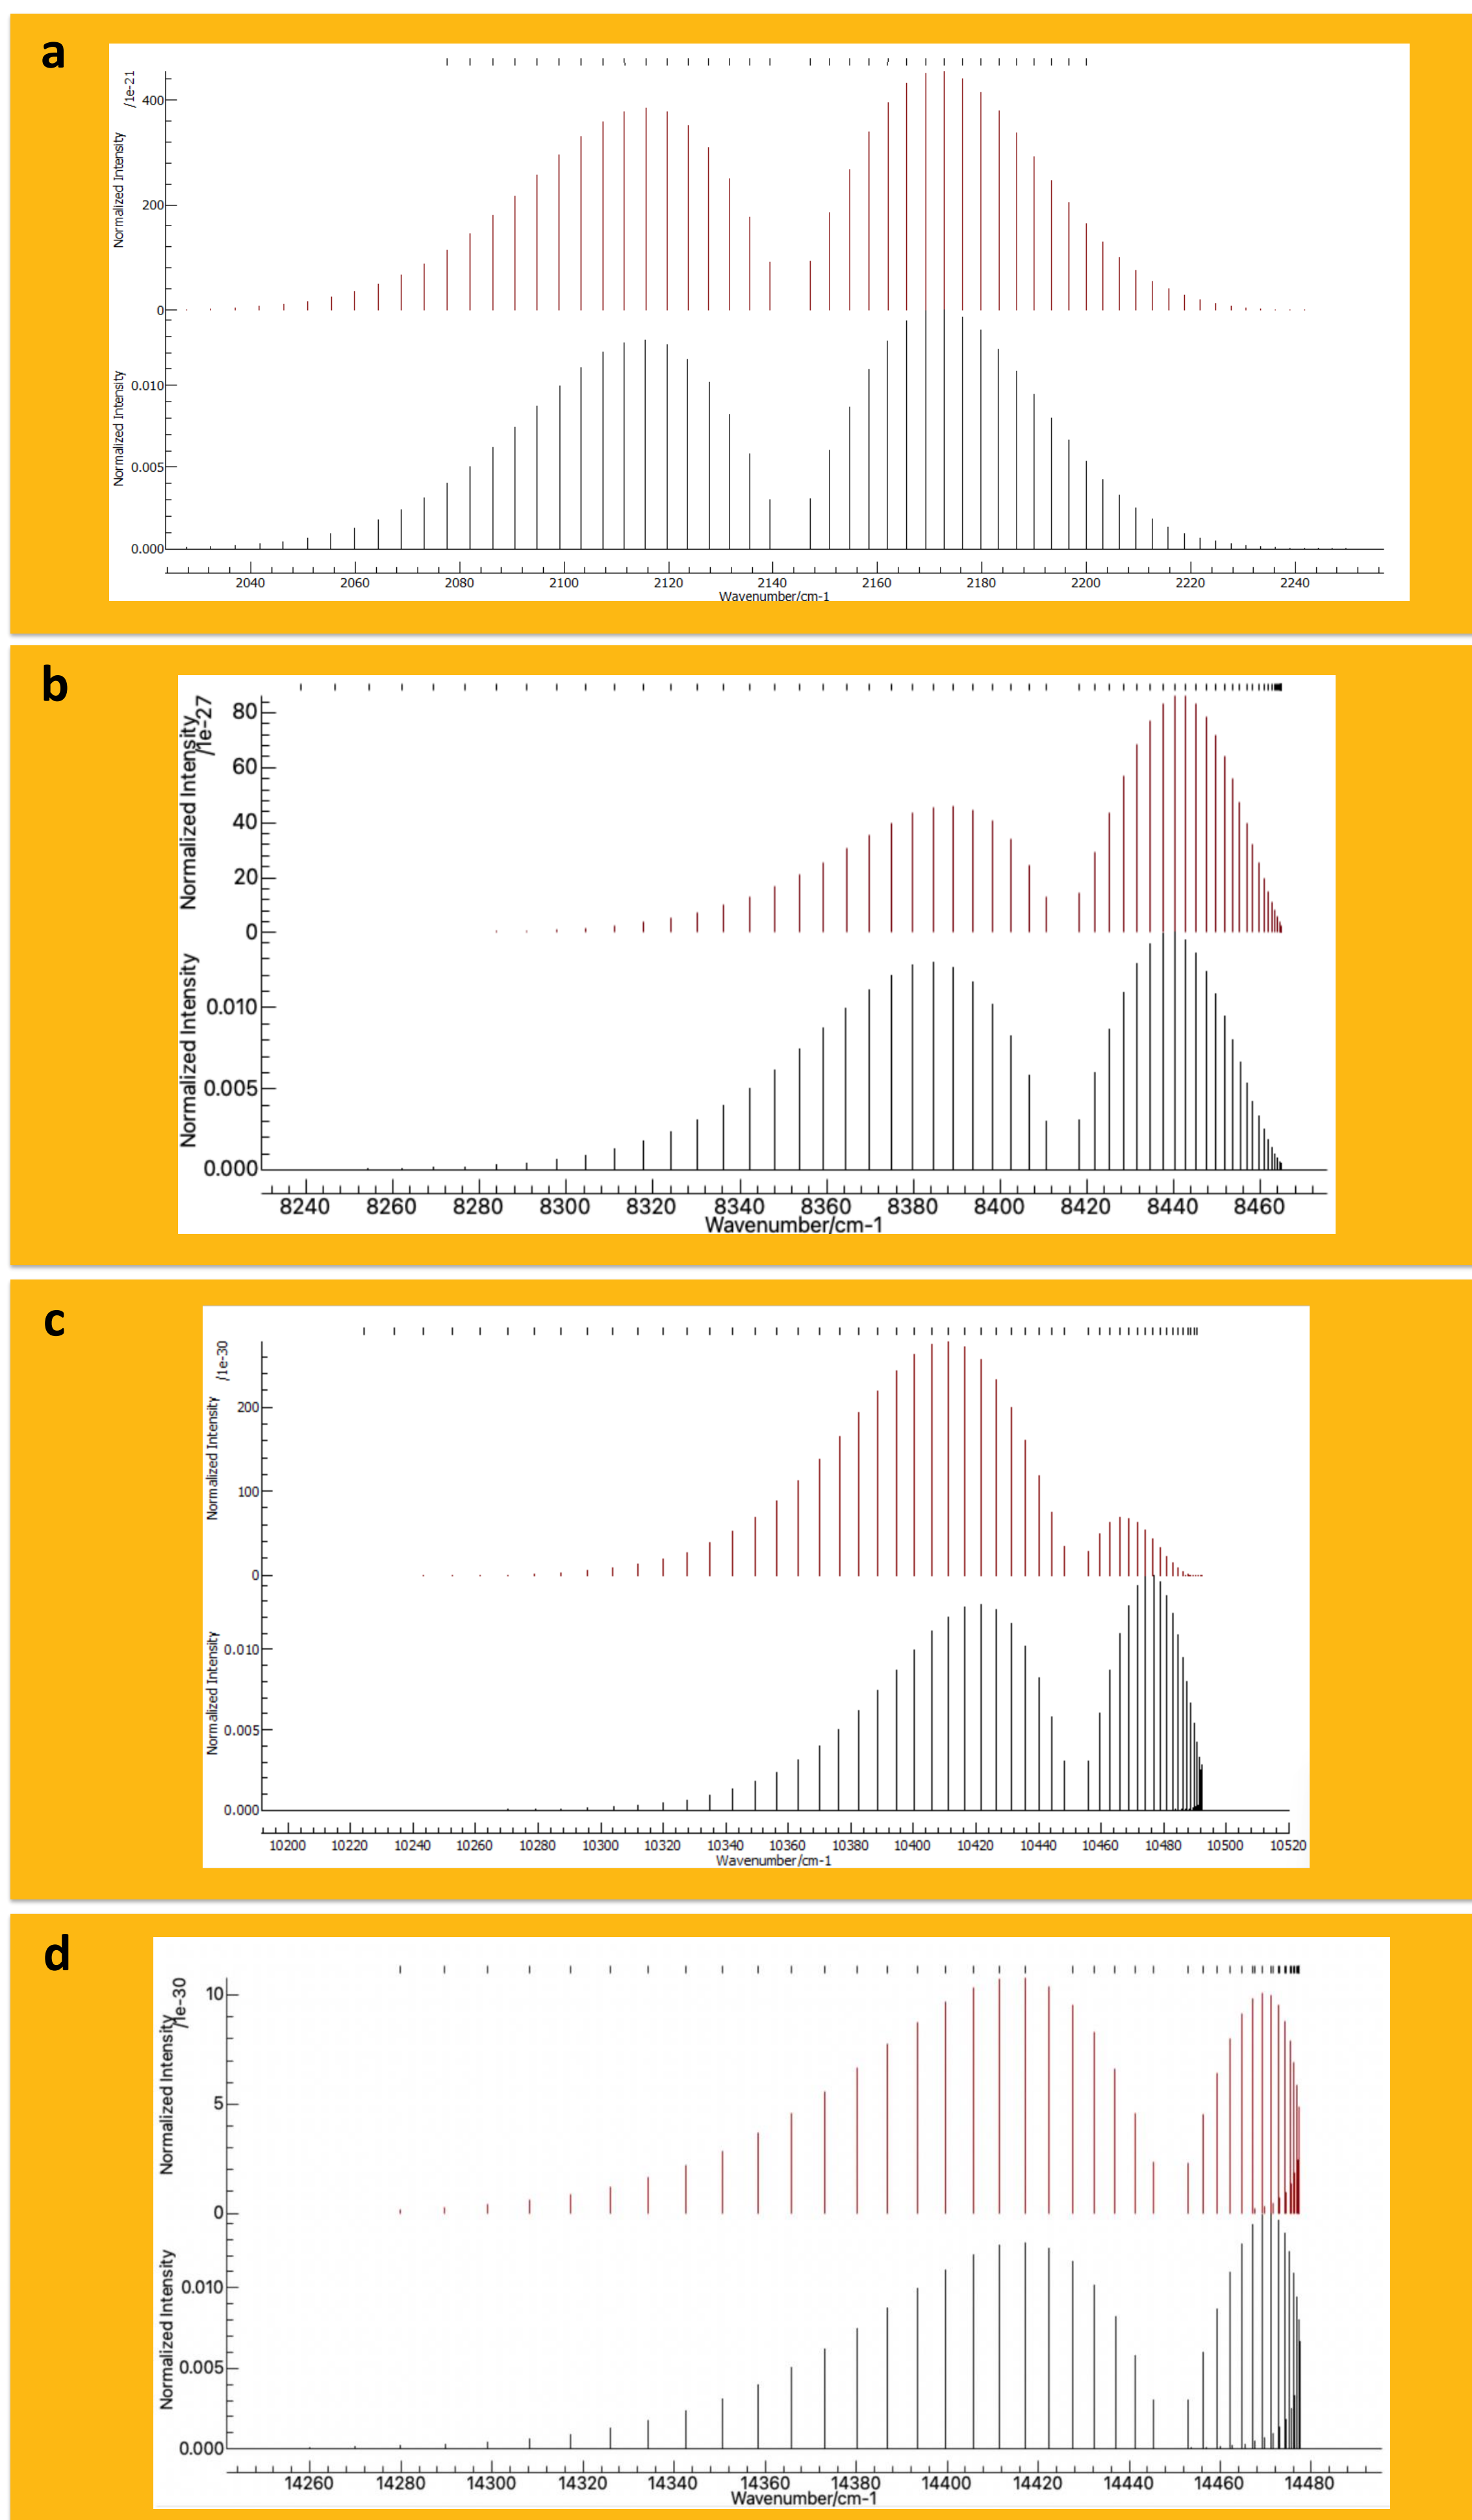 a
/1e-21
Normalized Intensity
400
200
0
Normalized Intensity
0.010
0.005
0.000
2040 2060 2080 2100 2120 2140 2160 2180 2200 2220 2240
Wavenumber/cm-1
b
/1e-27
Normalized Intensity
80
60
40
20
0
Normalized Intensity
0.010
0.005
0.000
8240 8260 8280 8300 8320 8340 8360 8380 8400 8420 8440 8460
Wavenumber/cm-1
c
/1e-30
Normalized Intensity
200
100
0
Normalized Intensity
0.010
0.005
0.000
10200 10220 10240 10260 10280 10300 10320 10340 10360 10380 10400 10420 10440 10460 10480 10500 10520
Wavenumber/cm-1
d
/1e-30
Normalized Intensity
10
5
0
Normalized Intensity
0.010
0.005
0.000
14260 14280 14300 14320 14340 14360 14380 14400 14420 14440 14460 14480
Wavenumber/cm-1